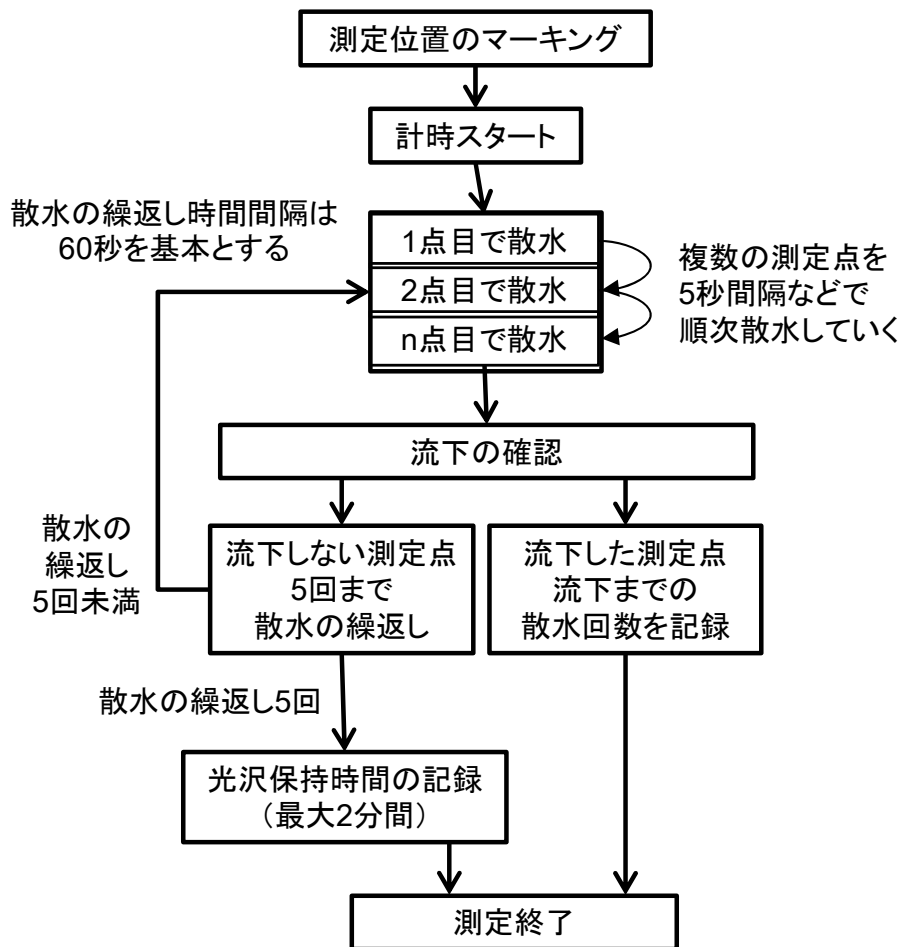 測定位置のマーキング
計時スタート
散水の繰返し時間間隔は
60秒を基本とする
1点目で散水
2点目で散水
n点目で散水
複数の測定点を
5秒間隔などで
順次散水していく
流下の確認
散水の
繰返し
5回未満
流下しない測定点
5回まで
散水の繰返し
流下した測定点
流下までの
散水回数を記録
散水の繰返し5回
光沢保持時間の記録
（最大2分間）
測定終了